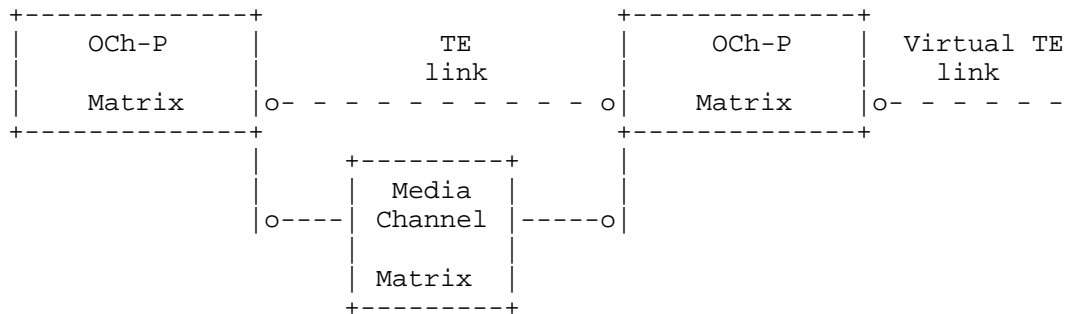 OCh-P TE OCh-P Virtual TE
link link
Matrix o- - - - - - - - - - o Matrix o- - - - - -
Media
o---- Channel -----o
Matrix